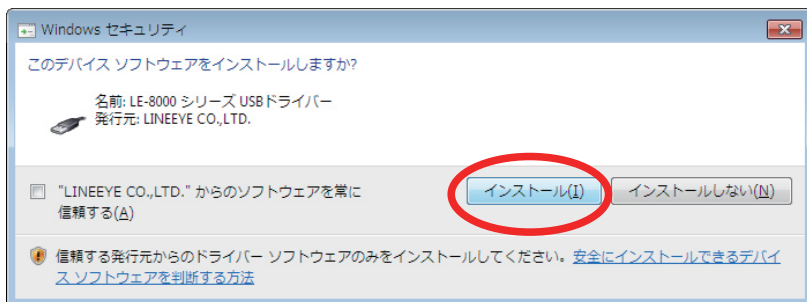 Windows セキュリティ
このデバイス ソフトウェアをインストールしますか?
名前: LE-8000 シリーズ USBドライバー
発行元: LINEEYE CO.,LTD.
"LINEEYE CO.,LTD." からのソフトウェアを常に
信頼する(A)
インストール(I)
インストールしない(N)
信頼する発行元からのドライバー ソフトウェアのみをインストールしてください。安全にインストールできるデバイ
ス ソフトウェアを判断する方法